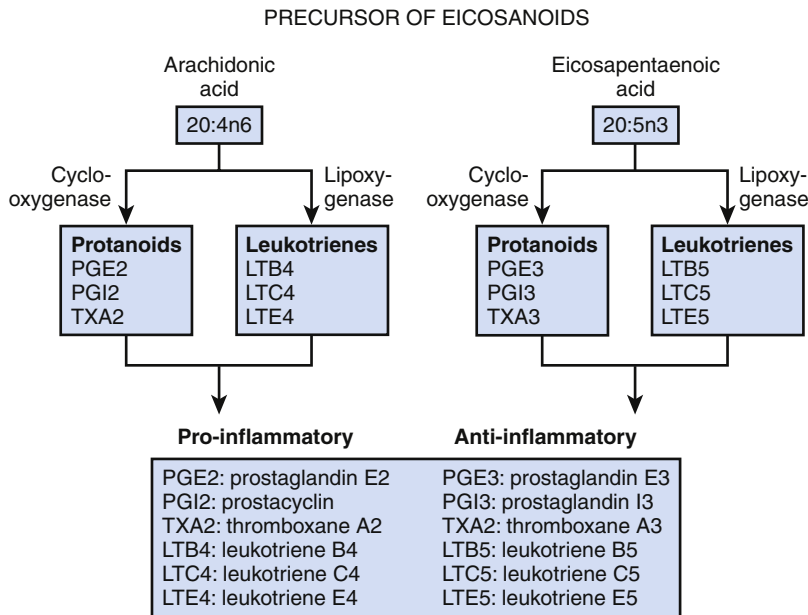 PRECURSOR OF EICOSANOIDS
Arachidonic
acid
20:4n6
Cyclo-
oxygenase
Lipoxy-
genase
Protanoids
PGE2
PGI2
TXA2
Leukotrienes
LTB4
LTC4
LTE4
Eicosapentaenoic
acid
20:5n3
Cyclo-
oxygenase
Lipoxy-
genase
Protanoids
PGE3
PGI3
TXA3
Leukotrienes
LTB5
LTC5
LTE5
Pro-inflammatory
PGE2: prostaglandin E2
PGI2: prostacyclin
TXA2: thromboxane A2
LTB4: leukotriene B4
LTC4: leukotriene C4
LTE4: leukotriene E4
Anti-inflammatory
PGE3: prostaglandin E3
PGI3: prostaglandin I3
TXA2: thromboxane A3
LTB5: leukotriene B5
LTC5: leukotriene C5
LTE5: leukotriene E5